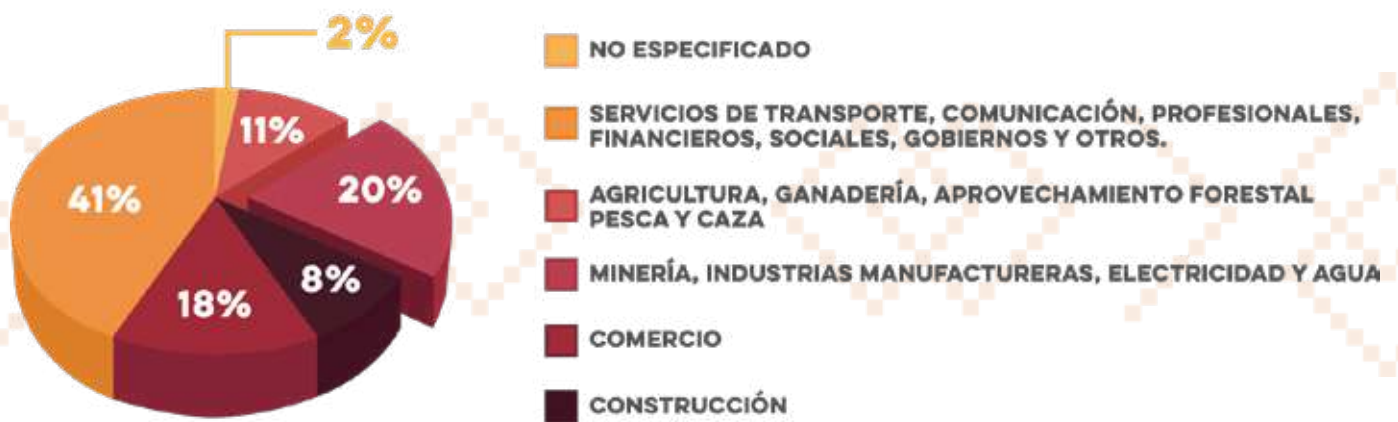 2%
11%
20%
41%
8%
18%
NO ESPECIFICADO
SERVICIOS DE TRANSPORTE, COMUNICACIÓN, PROFESIONALES,
FINANCIEROS, SOCIALES, GOBIERNOS Y OTROS.
AGRICULTURA, GANADERÍA, APROVECHAMIENTO FORESTAL
PESCA Y CAZA
MINERÍA, INDUSTRIAS MANUFACTURERAS, ELECTRICIDAD Y AGUA
COMERCIO
CONSTRUCCIÓN